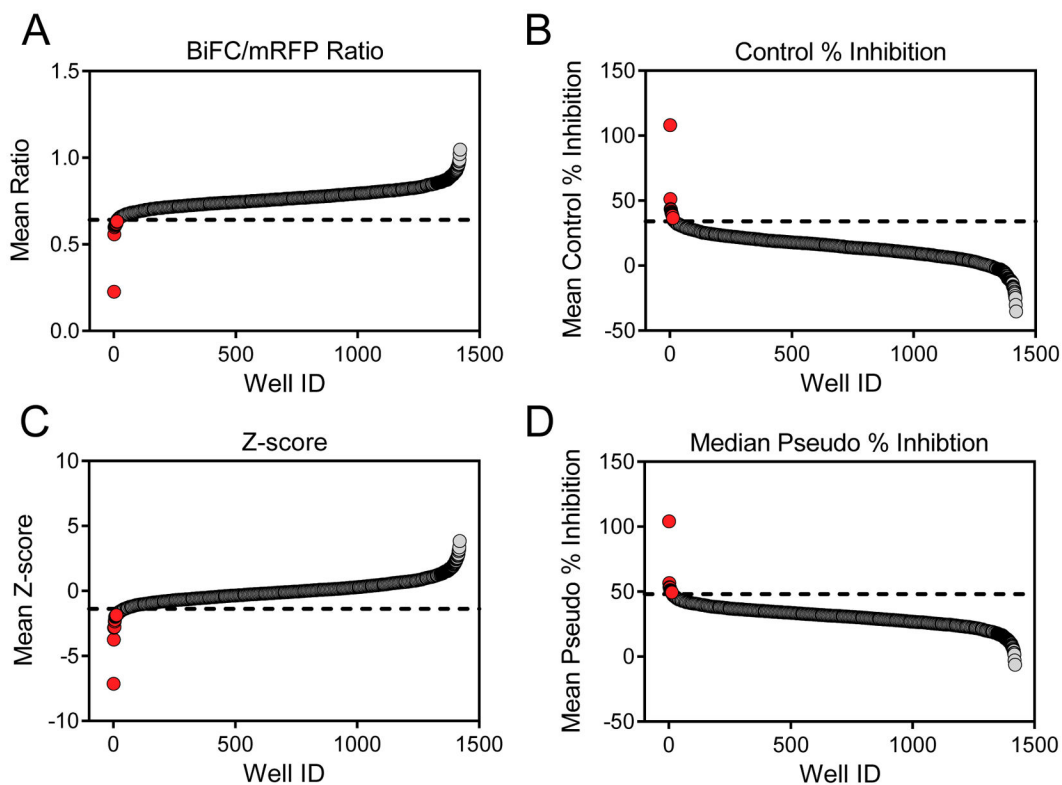 A
BiFC/mRFP Ratio
Mean Ratio
1.5
1.0
0.5
0.0
0
500
1000
1500
Well ID
B
Control % Inhibition
Mean Control % Inhibition
150
100
50
0
-50
0
500
1000
1500
Well ID
C
Z-score
Mean Z-score
10
5
0
-5
-10
0
500
1000
1500
Well ID
D
Median Pseudo % Inhibtion
Mean Pseudo % Inhibition
150
100
50
0
-50
0
500
1000
1500
Well ID